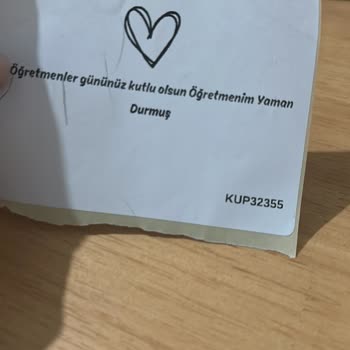 Öğretmenler gününüz kutlu olsun Öğretmenim Yaman
Durmuş
KUP32355